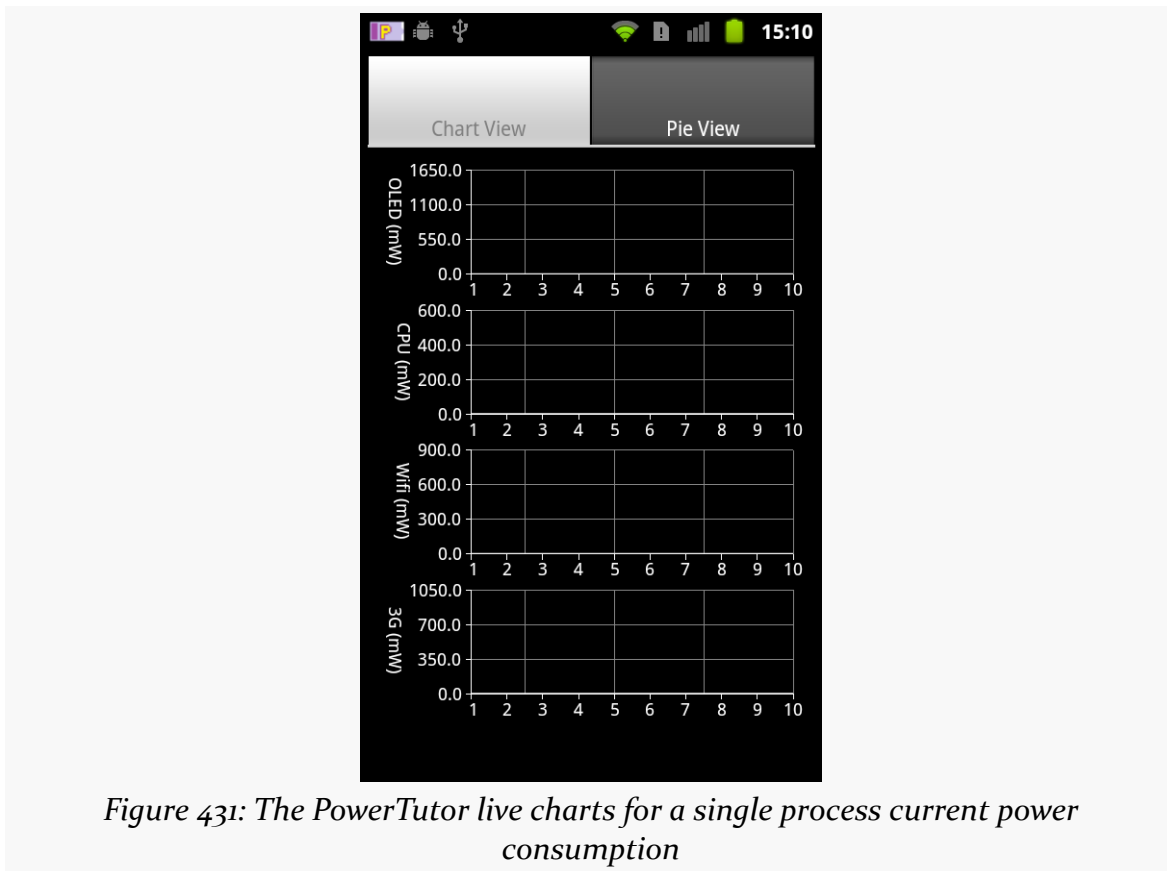 P 15:10
Chart View Pie View
OLED (mW)
1650.0
1100.0
550.0
0.0
1 2 3 4 5 6 7 8 9 10
CPU (mW)
600.0
400.0
200.0
0.0
1 2 3 4 5 6 7 8 9 10
Wifi (mW)
900.0
600.0
300.0
0.0
1 2 3 4 5 6 7 8 9 10
3G (mW)
1050.0
700.0
350.0
0.0
1 2 3 4 5 6 7 8 9 10
Figure 431: The PowerTutor live charts for a single process current power
consumption